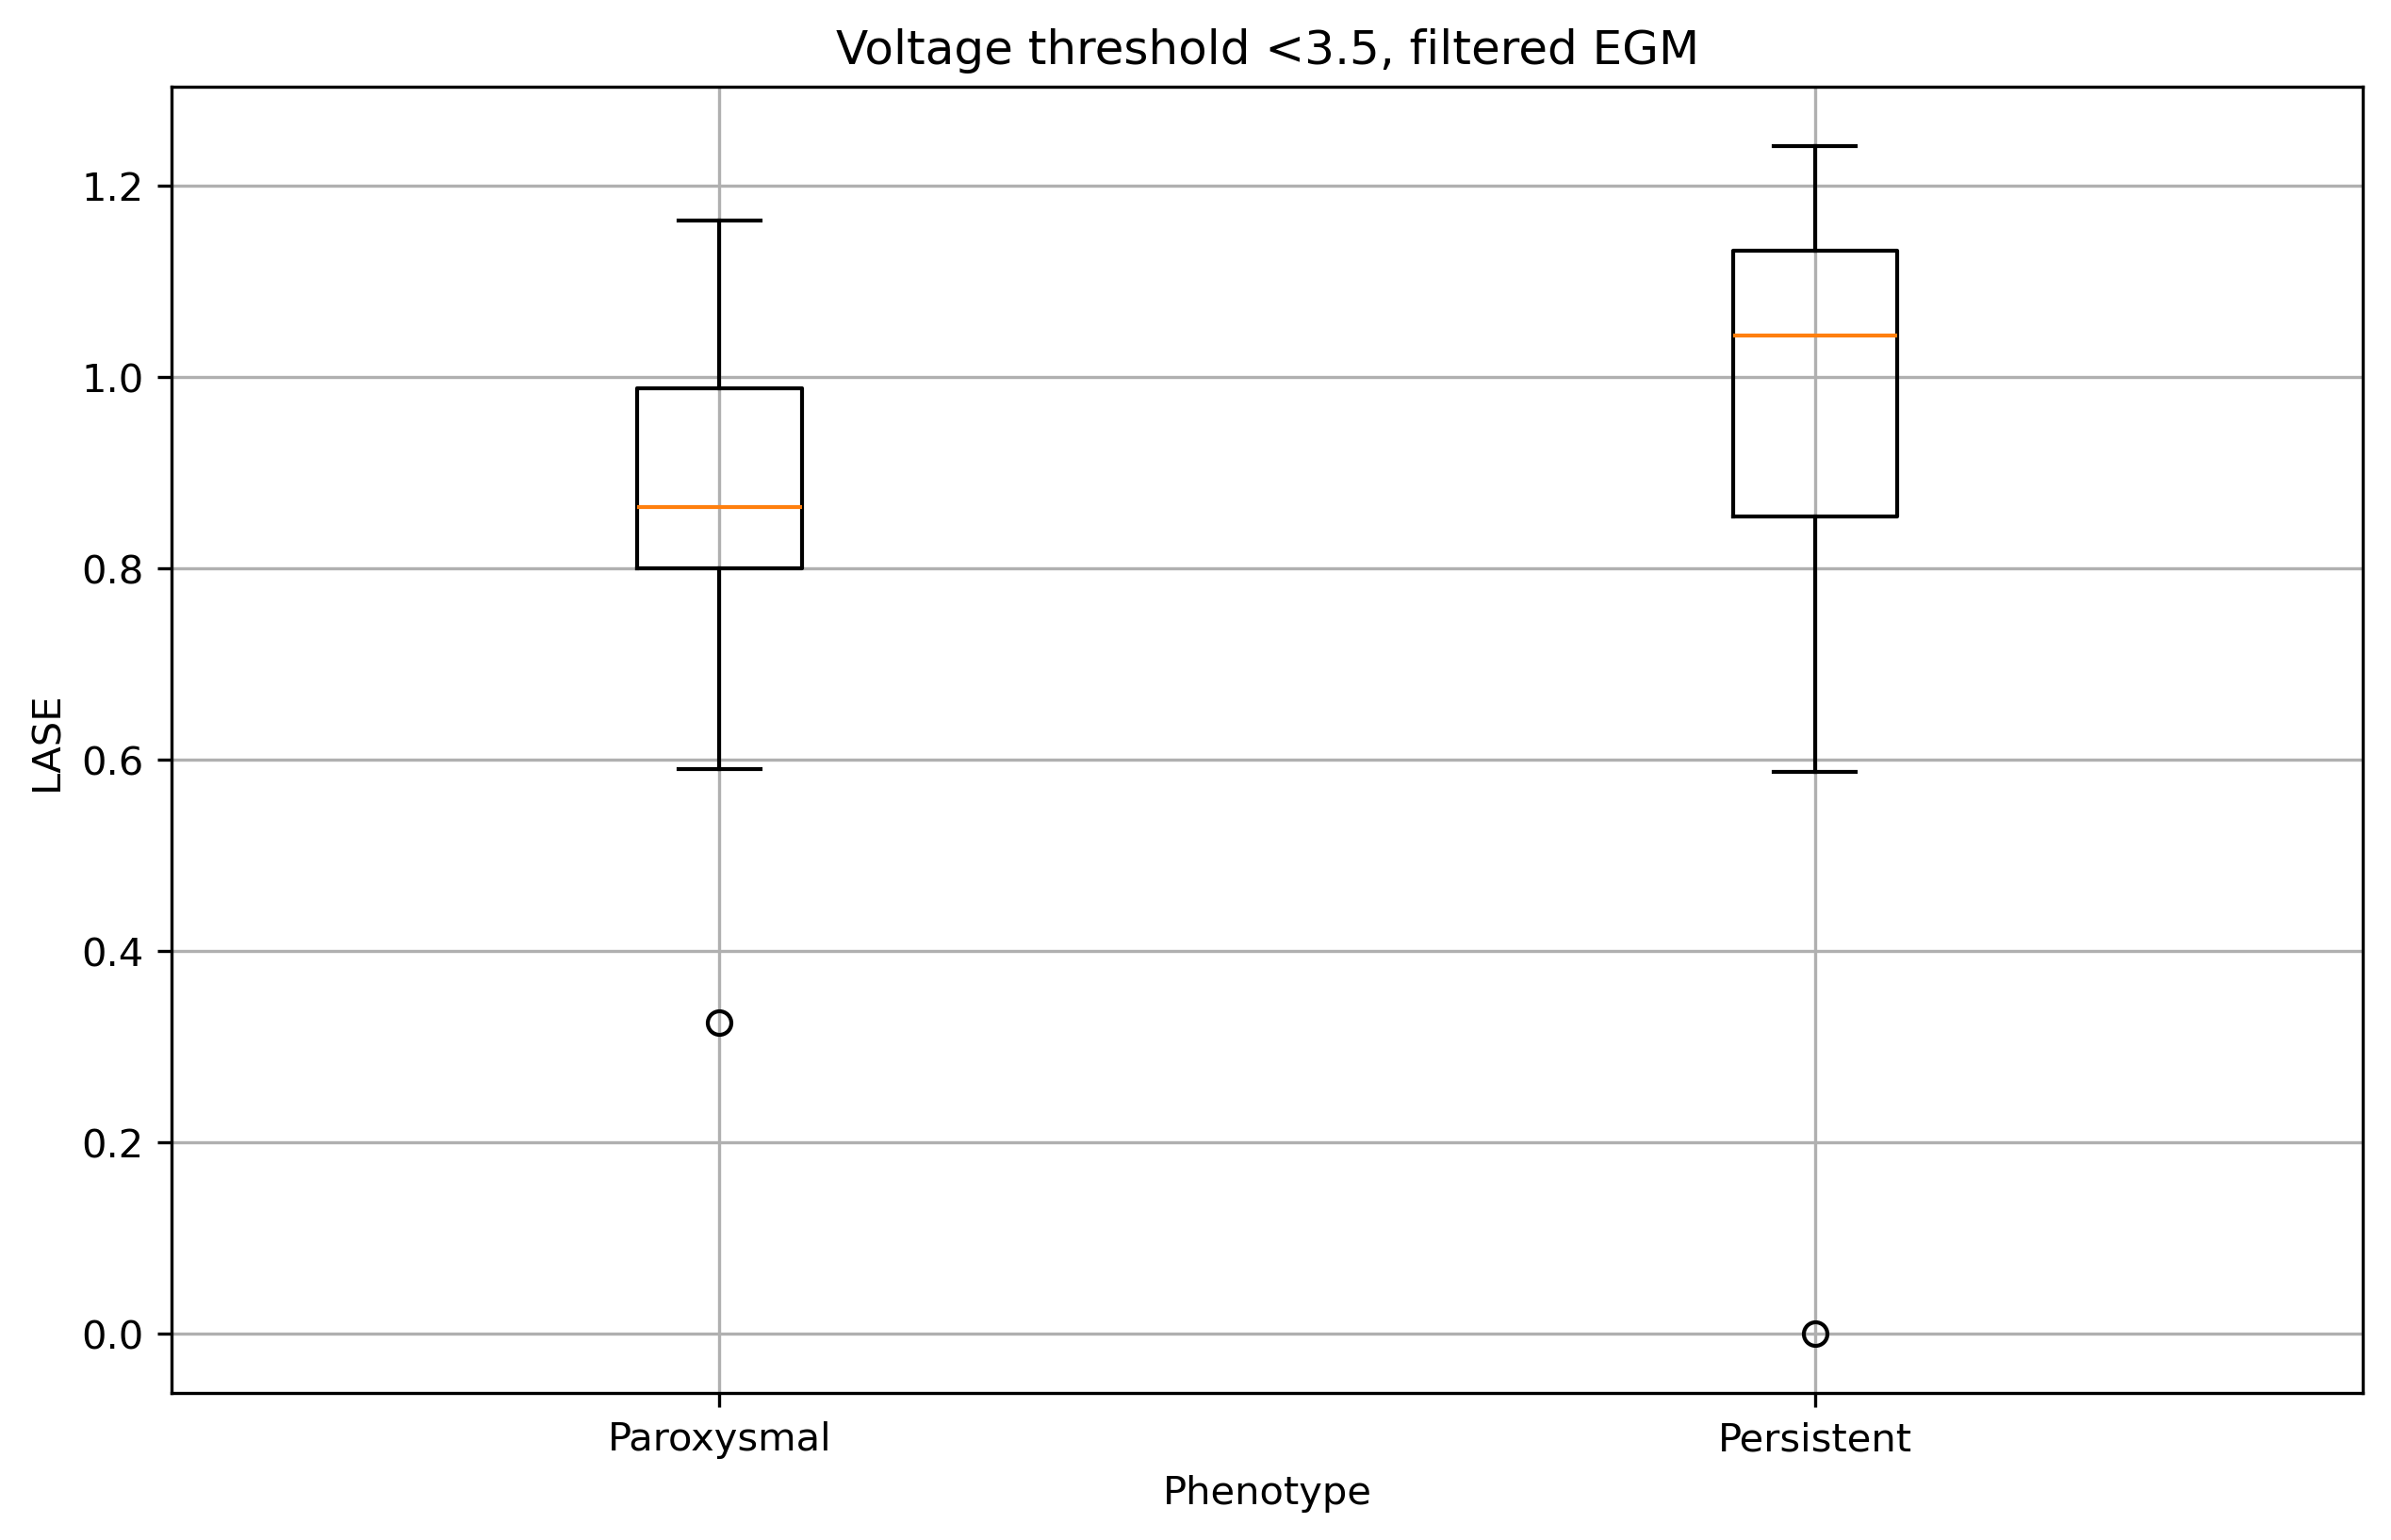 Voltage threshold <3.5, filtered EGM
LASE
1.2
1.0
0.8
0.6
0.4
0.2
0.0
Paroxysmal
Persistent
Phenotype